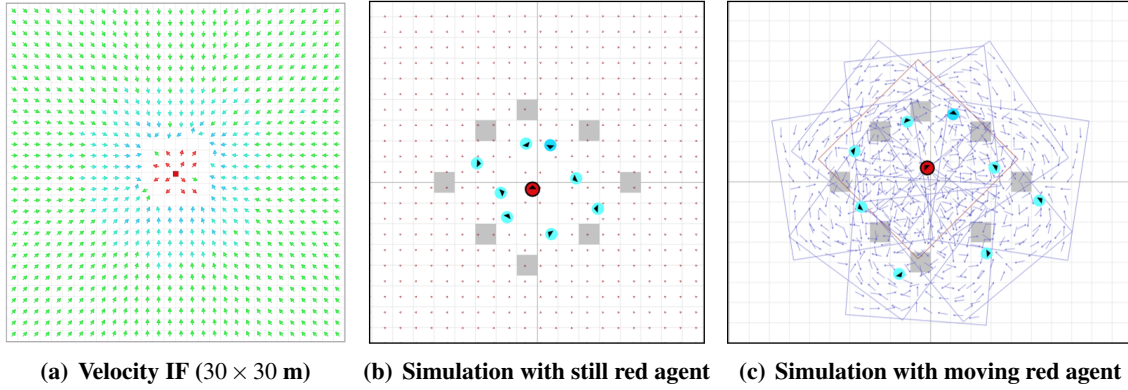 (a) Velocity IF (30 × 30 m)
(b) Simulation with still red agent
(c) Simulation with moving red agent